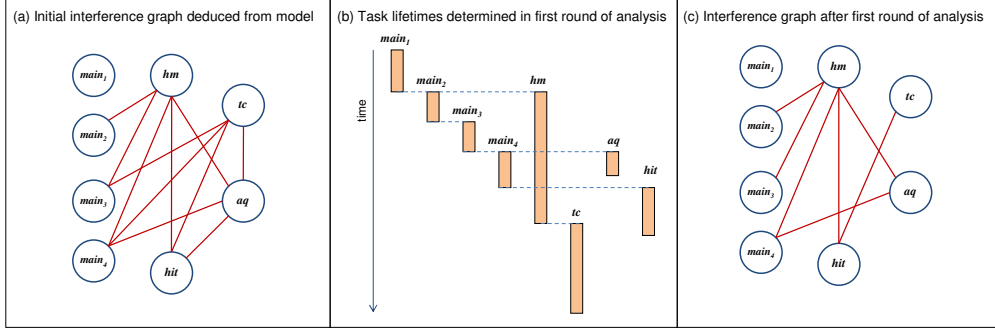 (a) Initial interference graph deduced from model
main1
hm
tc
main2
main3
aq
main4
hit
(b) Task lifetimes determined in first round of analysis
time
main1
main2
hm
main3
main4
aq
hit
tc
(c) Interference graph after first round of analysis
main1
hm
tc
main2
main3
aq
main4
hit